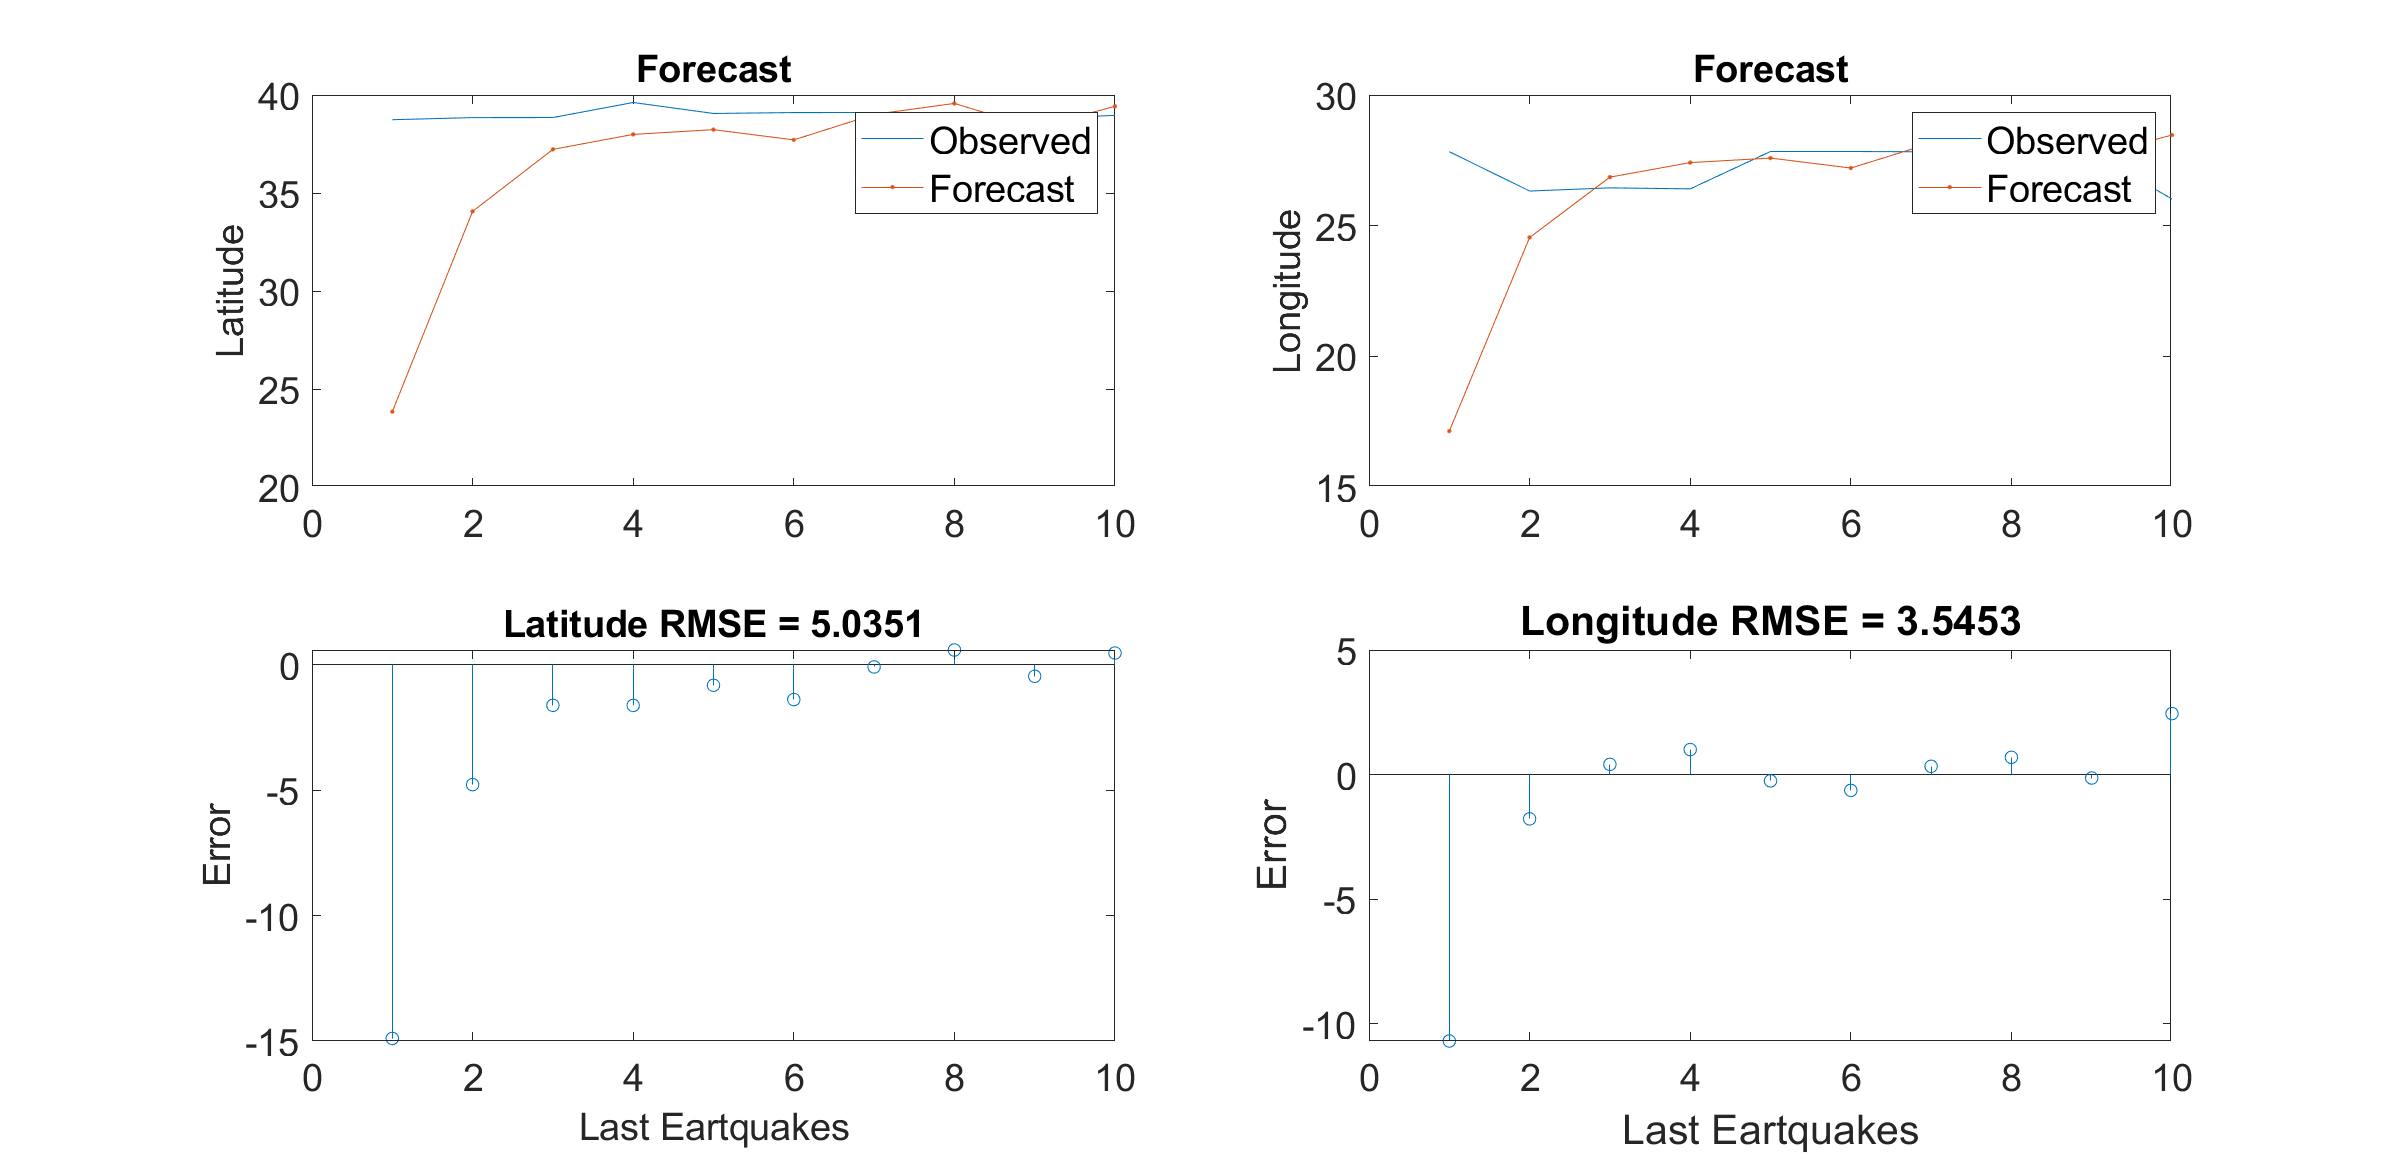 Forecast
40
35
30
25
20
Latitude
0 2 4 6 8 10
Observed
Forecast
Forecast
30
25
20
15
Longitude
0 2 4 6 8 10
Observed
Forecast
Latitude RMSE = 5.0351
0
-5
-10
-15
Error
0 2 4 6 8 10
Last Eartquakes
Longitude RMSE = 3.5453
5
0
-5
-10
Error
0 2 4 6 8 10
Last Eartquakes